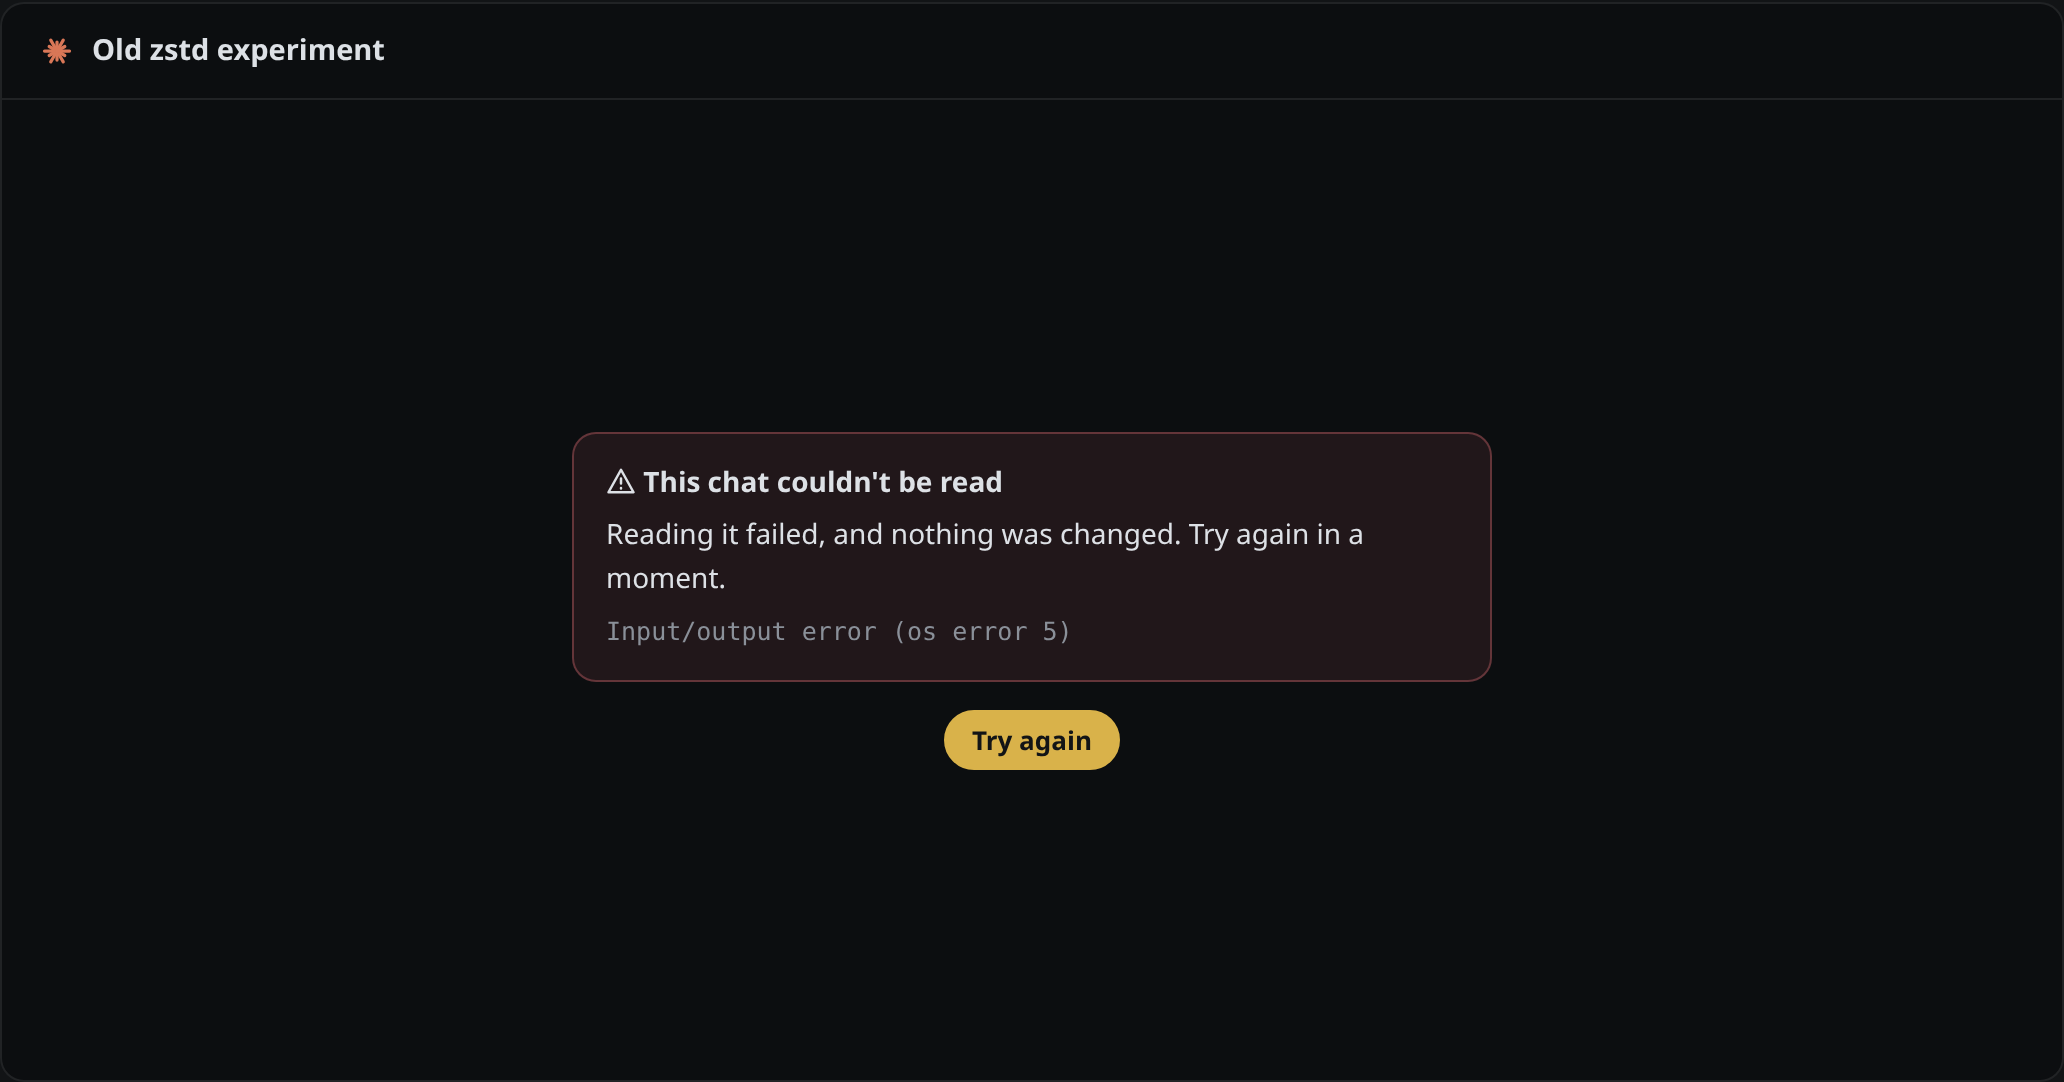 Old zstd experiment
This chat couldn't be read
Reading it failed, and nothing was changed. Try again in a
moment.
Input/output error (os error 5)
Try again